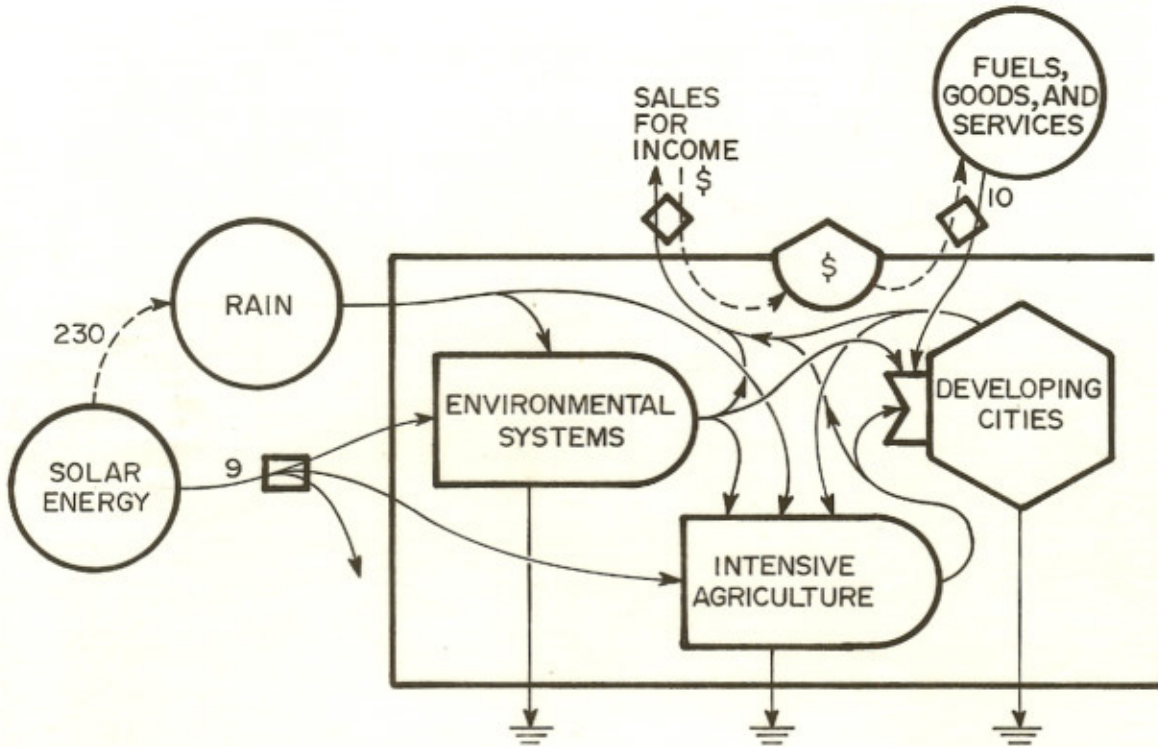 FUELS,
GOODS, AND
SERVICES
SALES
FOR
INCOME
$
10
$
RAIN
230
ENVIRONMENTAL
SYSTEMS
DEVELOPING
CITIES
9
SOLAR
ENERGY
INTENSIVE
AGRICULTURE